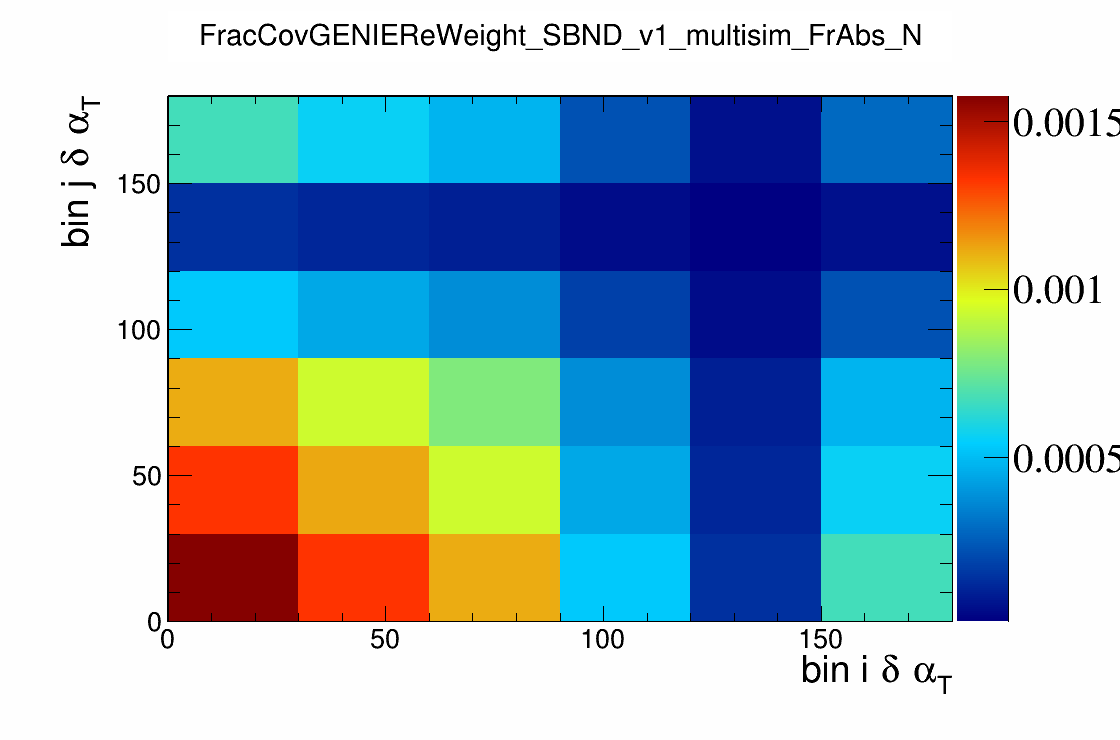 FracCovGENIEReWeight_SBND_v1_multisim_FrAbs_N
bin j δ α_T
150
100
50
0
0 50 100 150
bin i δ α_T
0.0015
0.001
0.0005